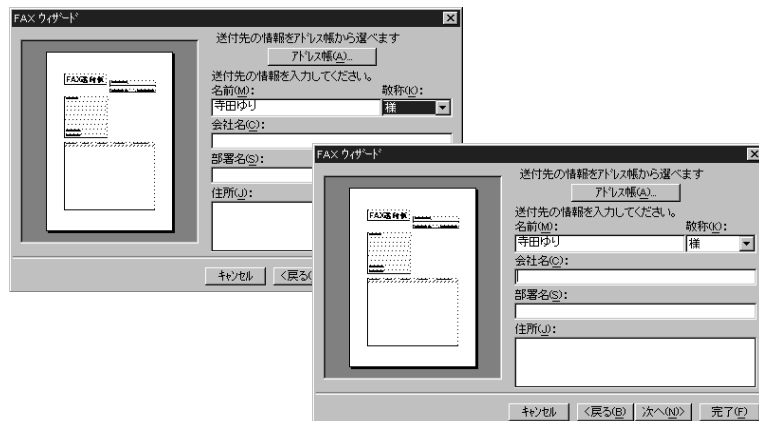 FAX ウィザード
送付先の情報をアドレス帳から選べます
アドレス帳(A)...
送付先の情報を入力してください。
名前(M):
敬称(K):
寺田ゆり
様
会社名(C):
部署名(S):
住所(J):
キャンセル
<戻る(
FAX送付状
FAX ウィザード
送付先の情報をアドレス帳から選べます
アドレス帳(A)...
送付先の情報を入力してください。
名前(M):
敬称(K):
寺田ゆり
様
会社名(C):
部署名(S):
住所(J):
キャンセル
<戻る(B)
次へ(N)>
完了(F)
FAX送付状